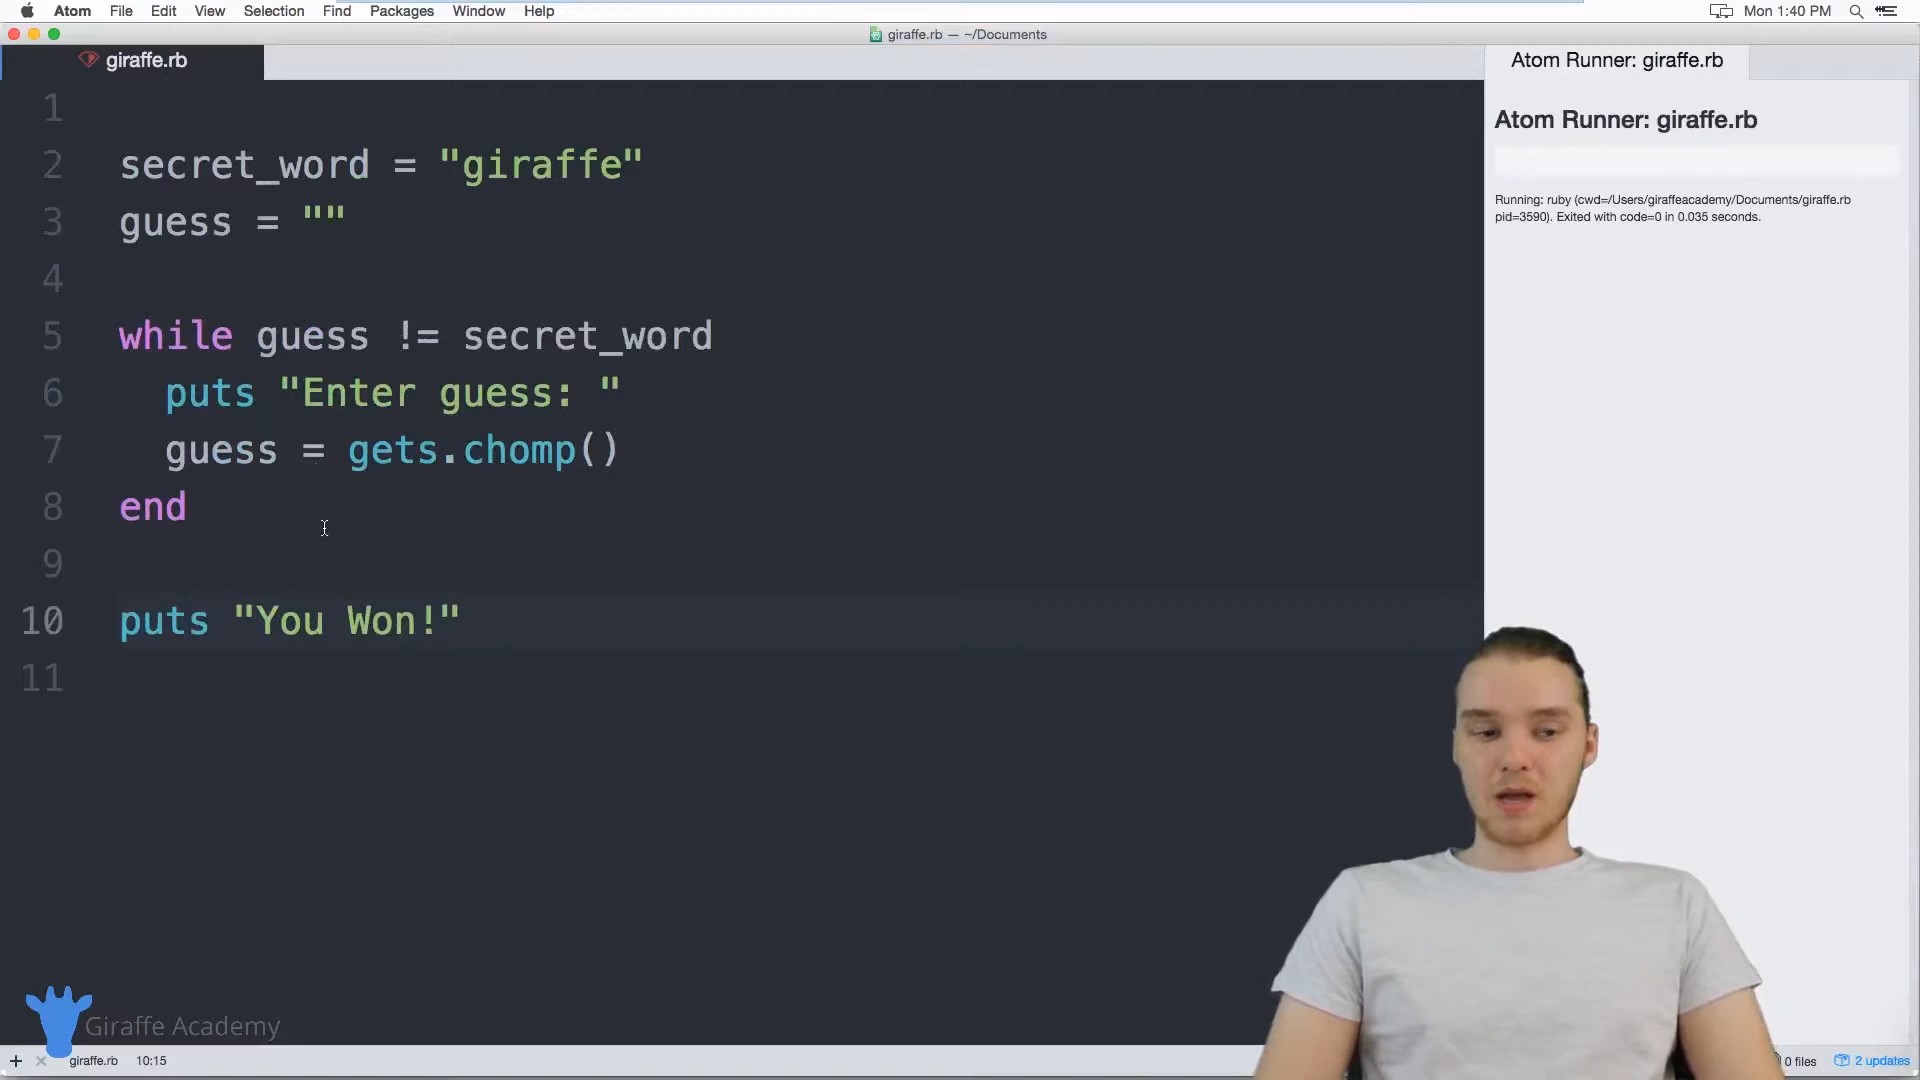 Atom File Edit View Selection Find Packages Window Help Mon 1:40 PM
giraffe.rb — ~/Documents
giraffe.rb
Atom Runner: giraffe.rb
Atom Runner: giraffe.rb
Running: ruby (cwd=/Users/giraffeacademy/Documents/giraffe.rb
pid=3590). Exited with code=0 in 0.035 seconds.
1
2 secret_word = "giraffe"
3 guess = ""
4
5 while guess != secret_word
6 puts "Enter guess: "
7 guess = gets.chomp()
8 end
9
10 puts "You Won!"
11
Giraffe Academy
giraffe.rb 10:15
0 files 2 updates